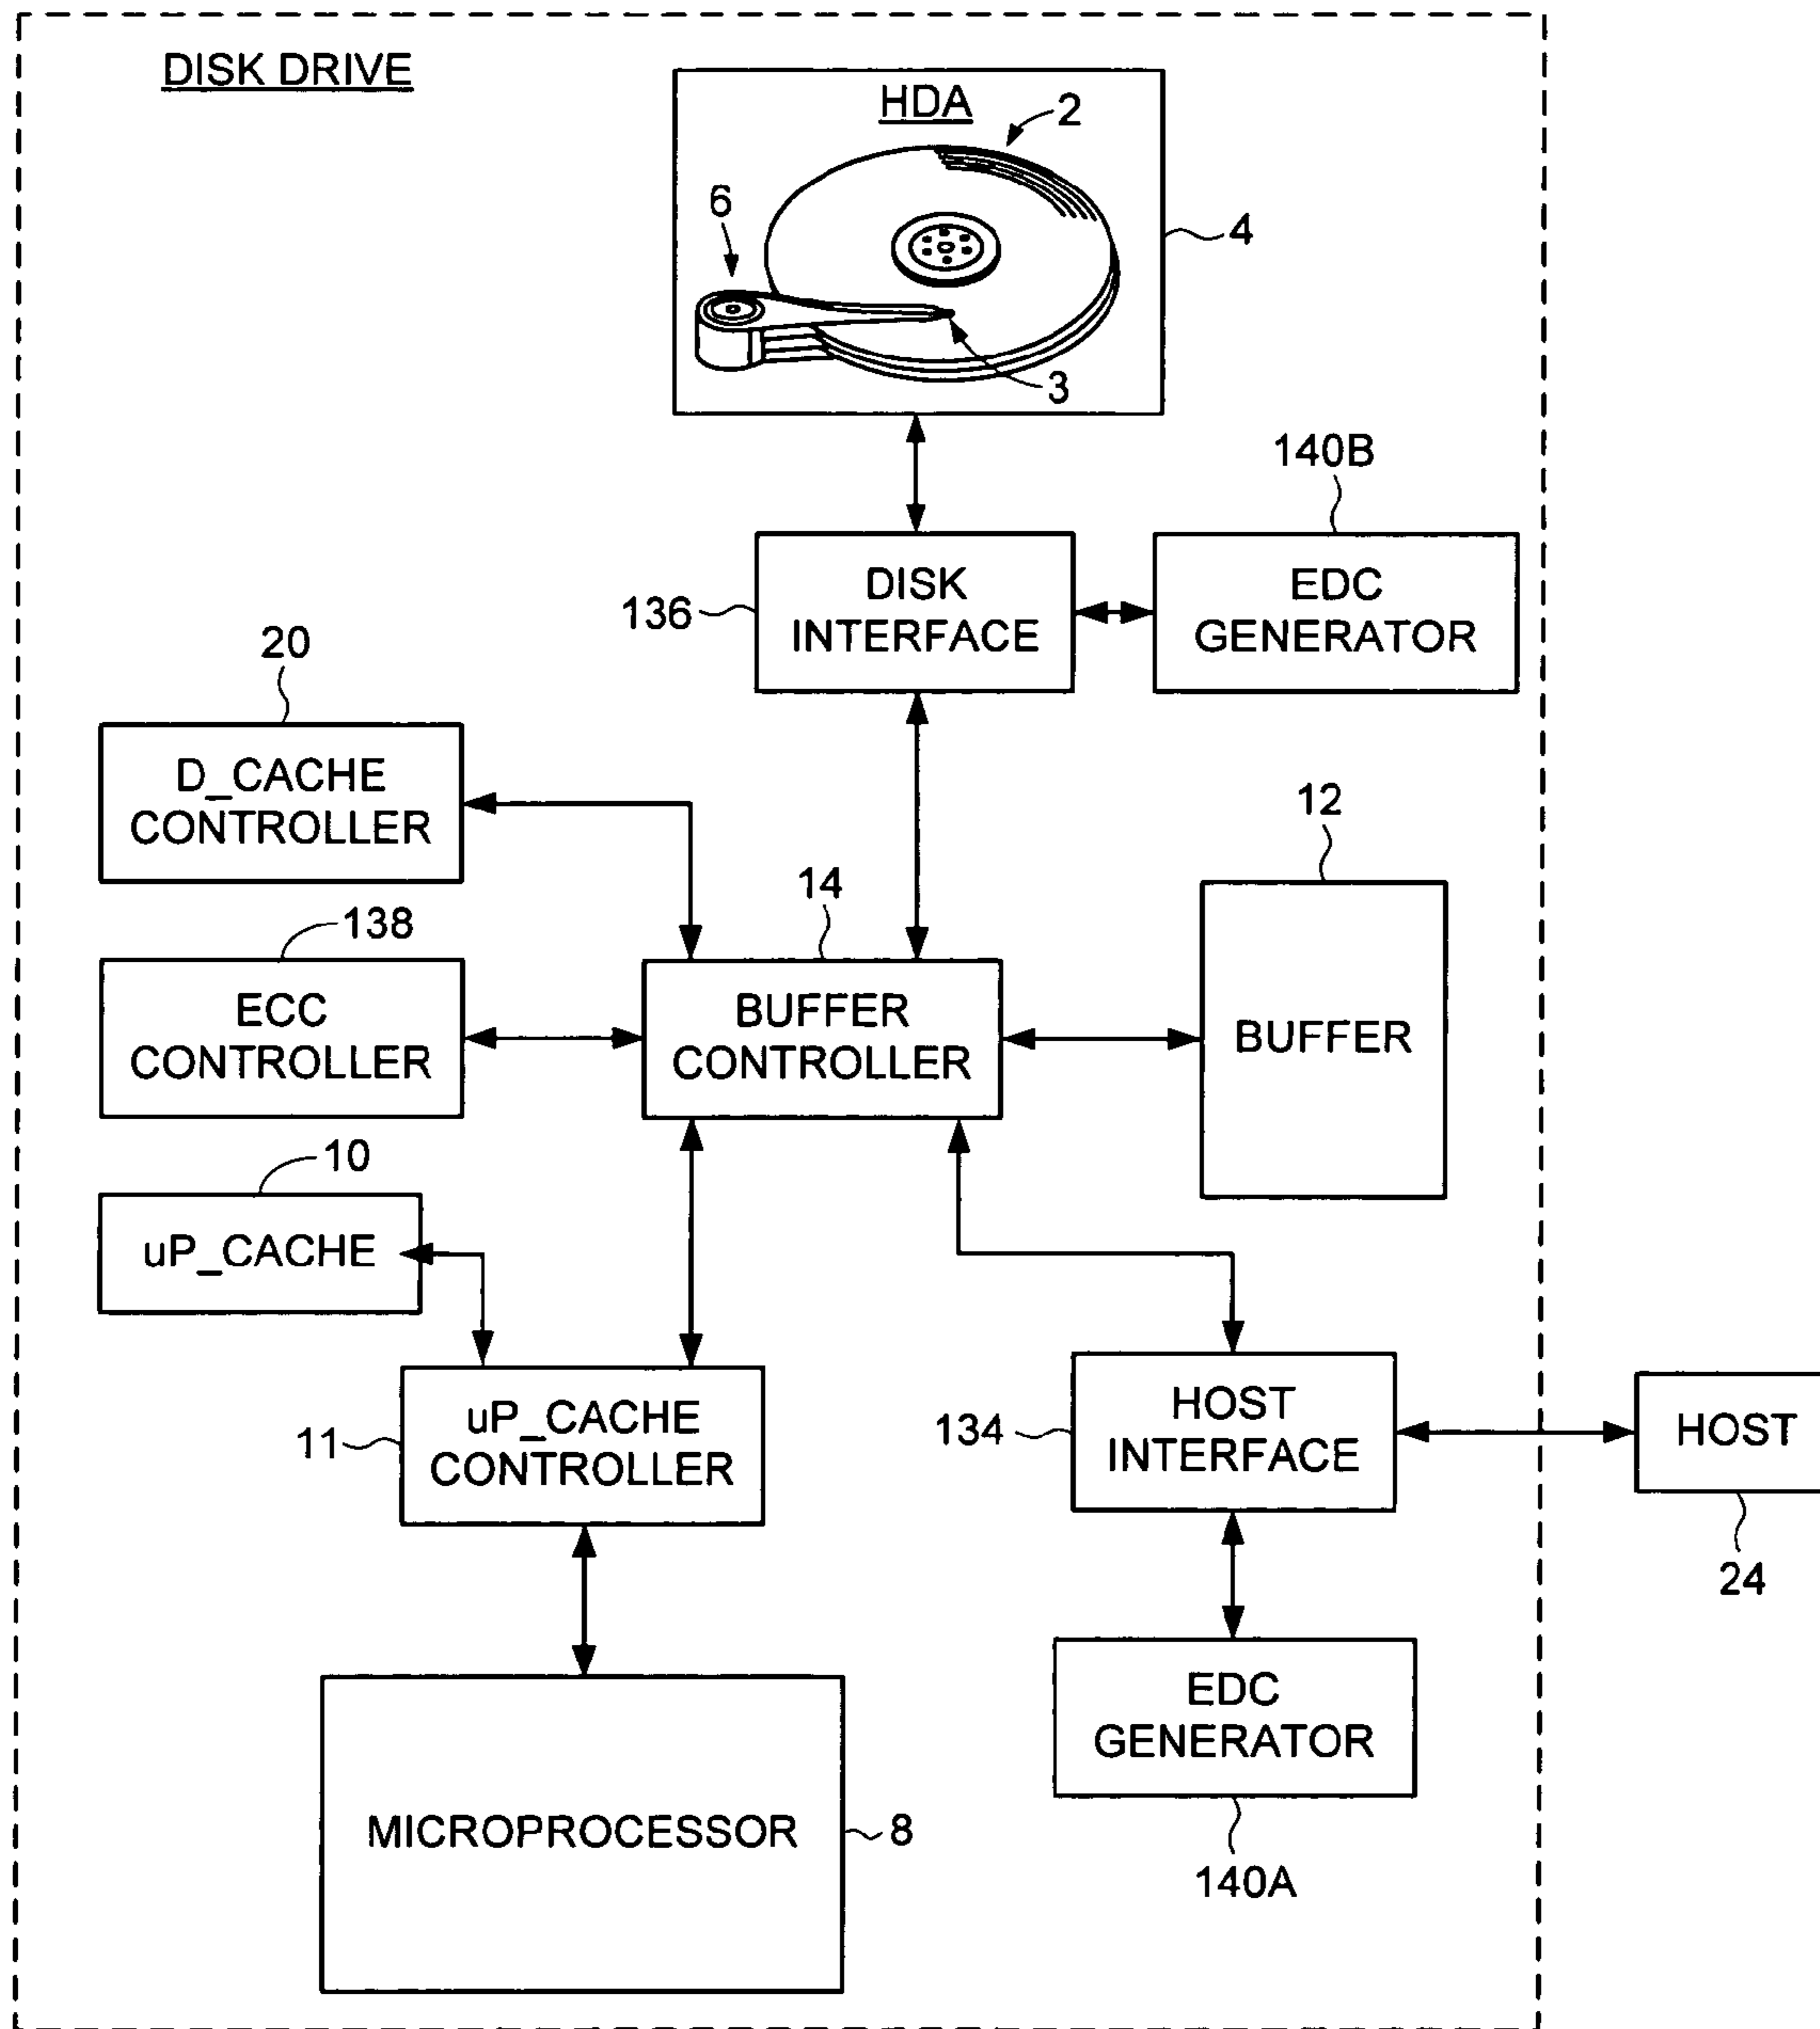 DISK DRIVE
HDA
2
6
4
3
140B
DISK
INTERFACE
136
EDC
GENERATOR
20
D_CACHE
CONTROLLER
12
14
138
ECC
CONTROLLER
BUFFER
CONTROLLER
BUFFER
10
uP_CACHE
uP_CACHE
CONTROLLER
11
HOST
INTERFACE
134
HOST
24
EDC
GENERATOR
140A
MICROPROCESSOR
8